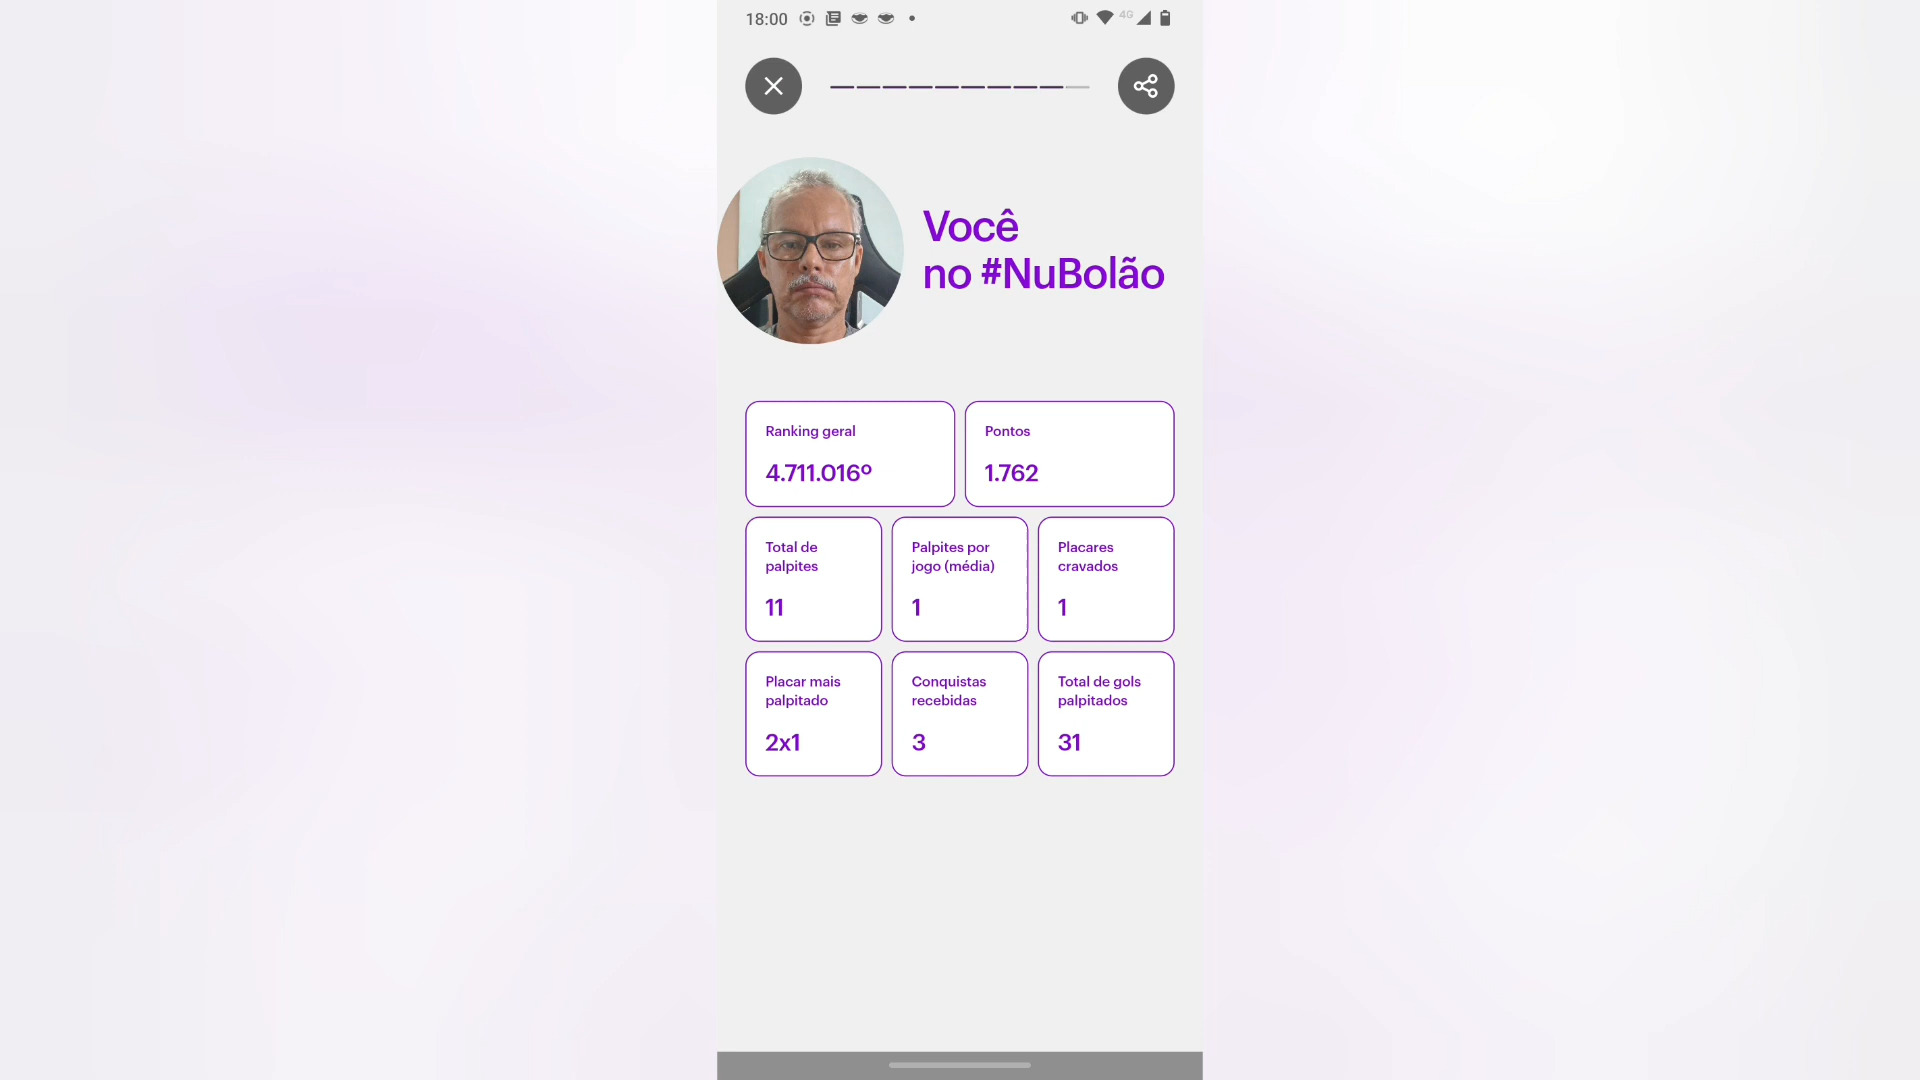 18:00
4G
Você
no #NuBolão
Ranking geral
4.711.016º
Pontos
1.762
Total de
palpites
11
Palpites por
jogo (média)
1
Placares
cravados
1
Placar mais
palpitado
2x1
Conquistas
recebidas
3
Total de gols
palpitados
31